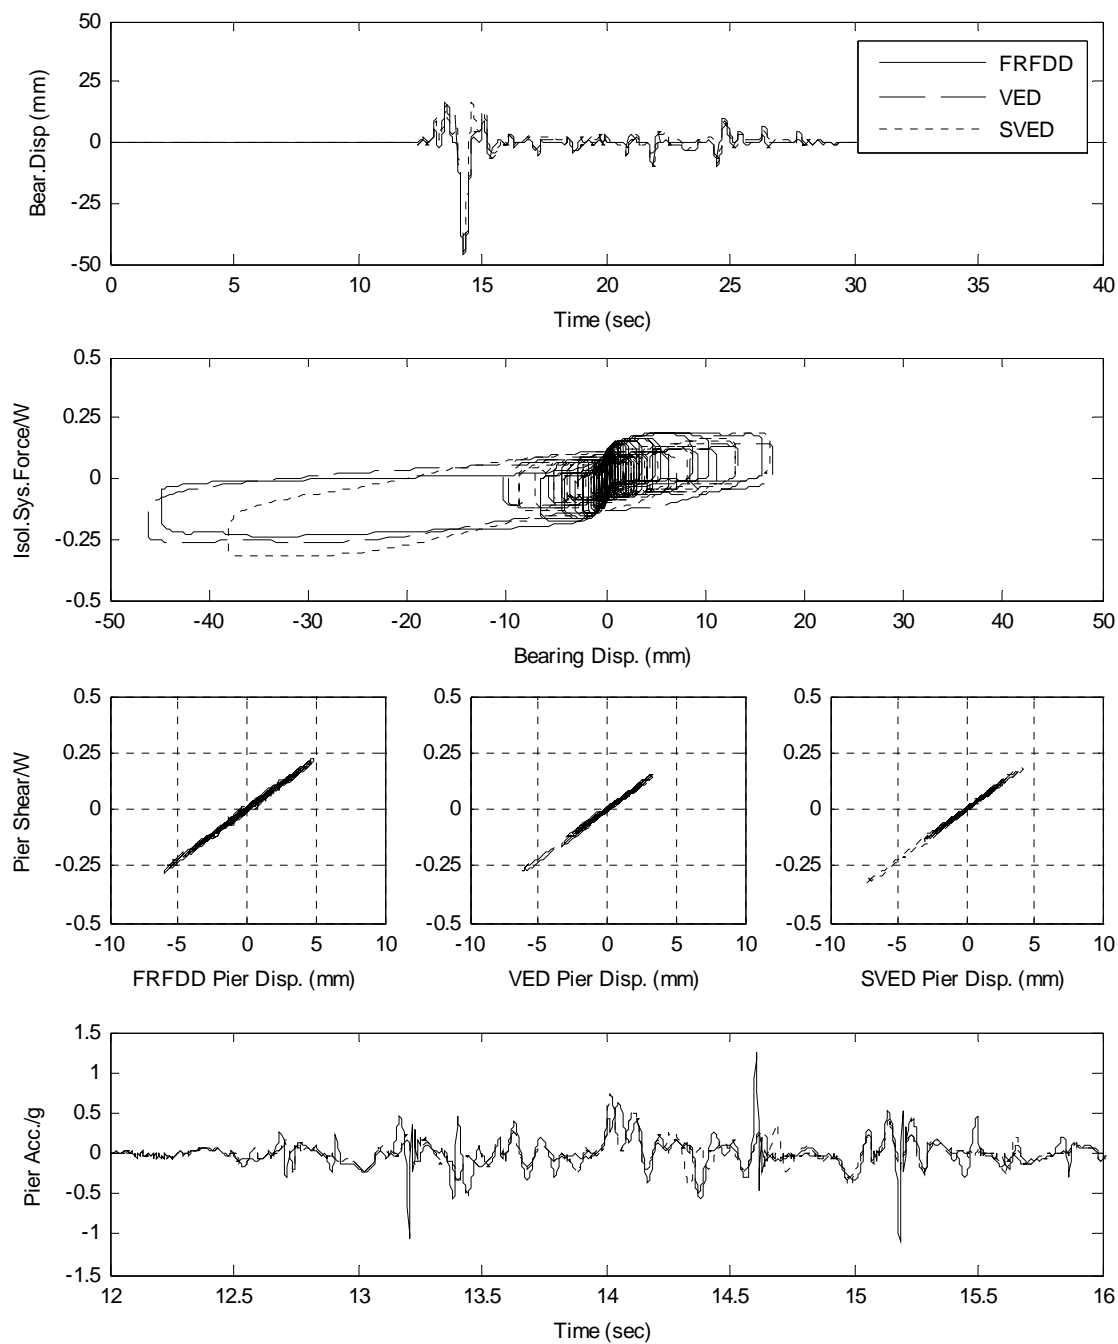 50
25
0
-25
-50
Bear.Disp (mm)
FRFDD
VED
SVED
0 5 10 15 20 25 30 35 40
Time (sec)
0.5
0.25
0
-0.25
-0.5
Isol.Sys.Force/W
-50 -40 -30 -20 -10 0 10 20 30 40 50
Bearing Disp. (mm)
0.5
0.25
0
-0.25
-0.5
Pier Shear/W
-10 -5 0 5 10
FRFDD Pier Disp. (mm)
0.5
0.25
0
-0.25
-0.5
-10 -5 0 5 10
VED Pier Disp. (mm)
0.5
0.25
0
-0.25
-0.5
-10 -5 0 5 10
SVED Pier Disp. (mm)
1.5
1
0.5
0
-0.5
-1
-1.5
Pier Acc./g
12 12.5 13 13.5 14 14.5 15 15.5 16
Time (sec)